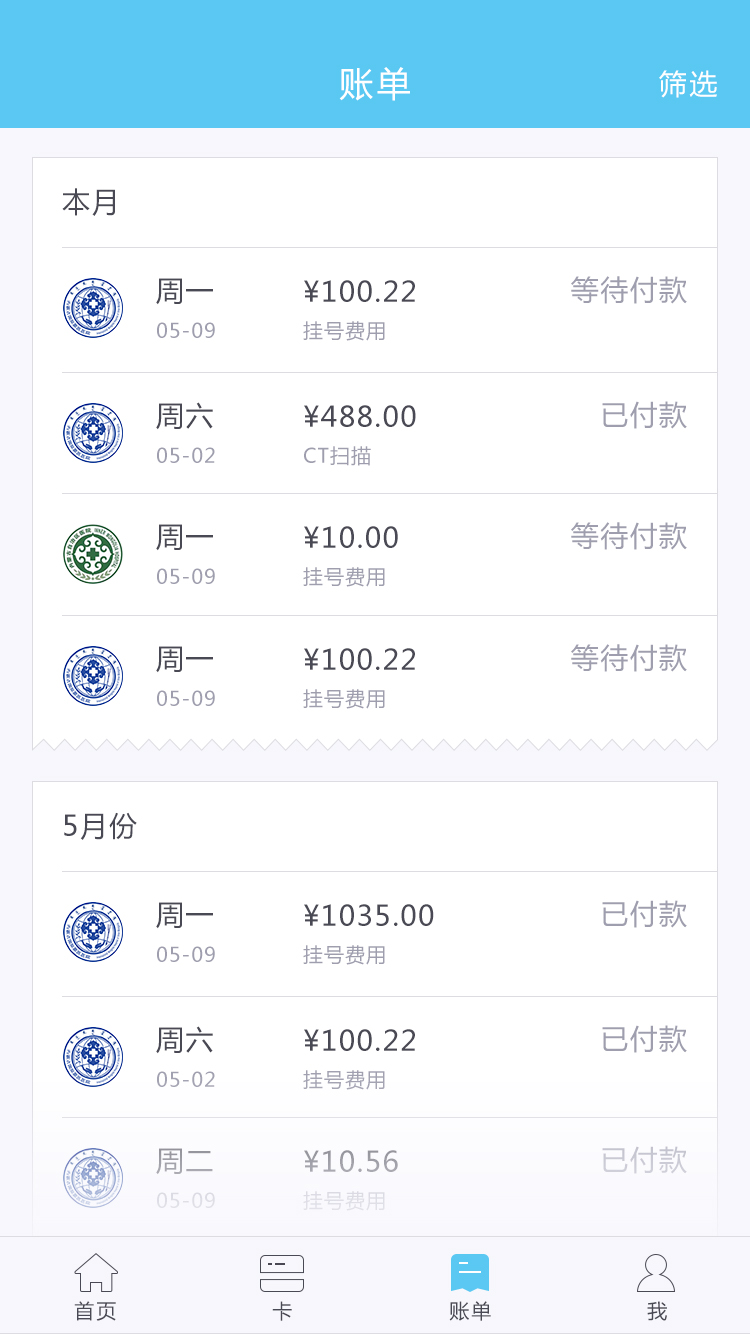 账单
筛选
本月
周一 ¥100.22 等待付款
05-09 挂号费用
周六 ¥488.00 已付款
05-02 CT扫描
周一 ¥10.00 等待付款
05-09 挂号费用
周一 ¥100.22 等待付款
05-09 挂号费用
5月份
周一 ¥1035.00 已付款
05-09 挂号费用
周六 ¥100.22 已付款
05-02 挂号费用
周二 ¥10.56 已付款
05-09 挂号费用
首页 卡 账单 我